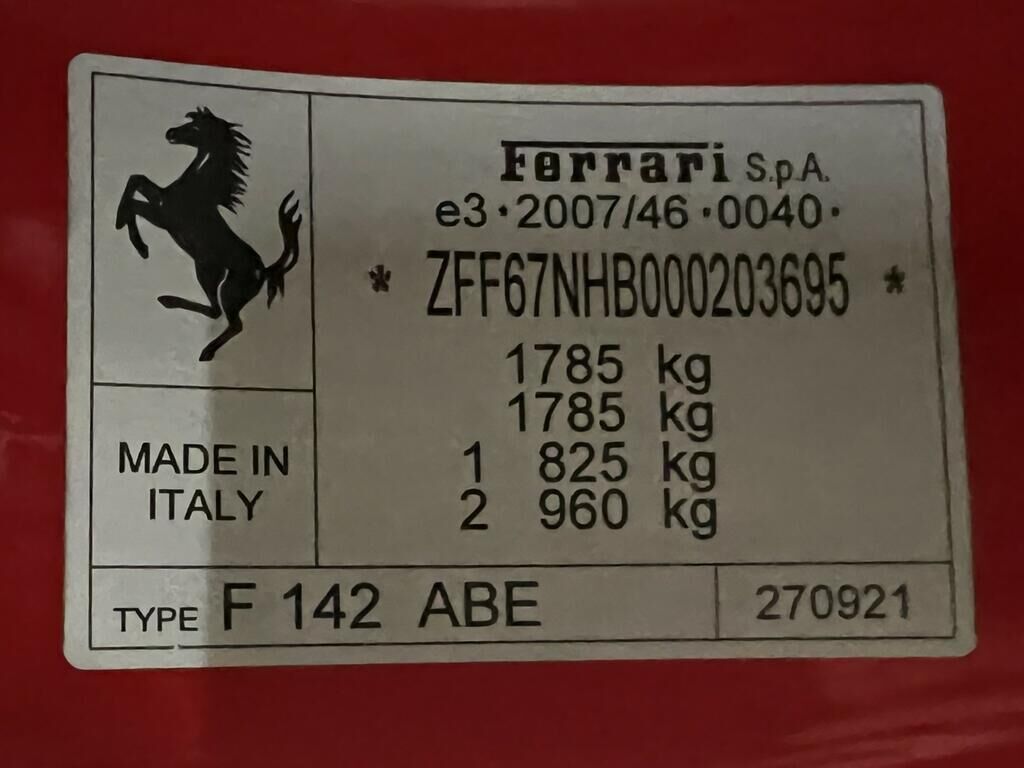 Ferrari S.p.A.
e3·2007/46·0040·
* ZFF67NHB000203695 *
1785 kg
1785 kg
1 825 kg
2 960 kg
MADE IN
ITALY
TYPE F 142 ABE
270921